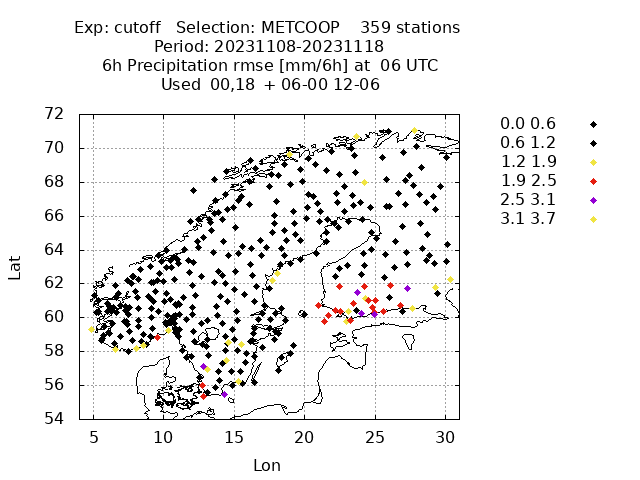 Exp: cutoff Selection: METCOOP 359 stations
Period: 20231108-20231118
6h Precipitation rmse [mm/6h] at 06 UTC
Used 00,18 + 06-00 12-06
72
70
68
66
64
62
60
58
56
54
Lat
5 10 15 20 25 30
Lon
0.0 0.6
0.6 1.2
1.2 1.9
1.9 2.5
2.5 3.1
3.1 3.7